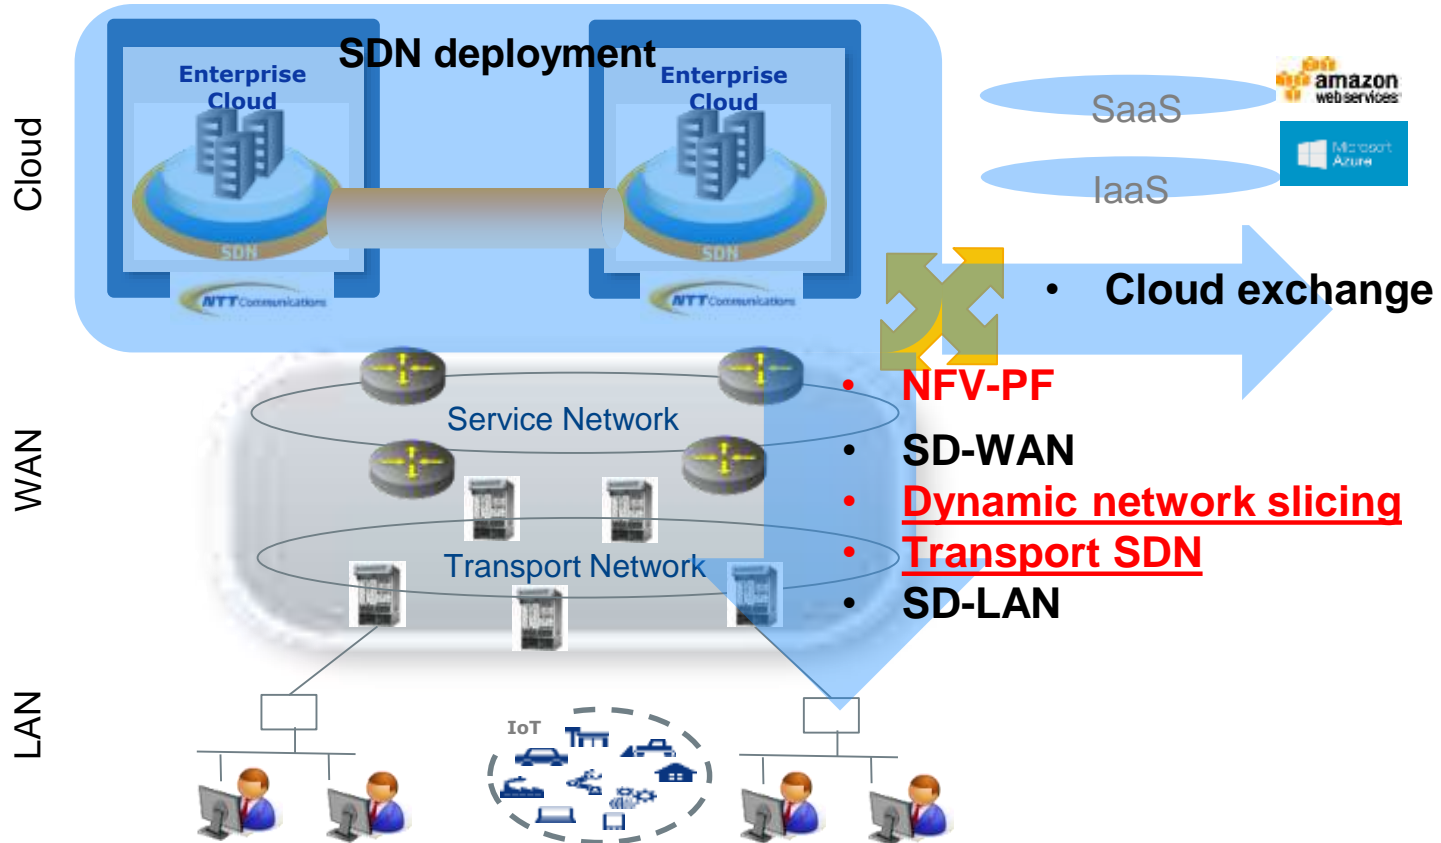 SDN deployment
Enterprise
Cloud
SDN
NTT Communications
Enterprise
Cloud
SDN
NTT Communications
Cloud
SaaS
amazon
webservices
IaaS
Microsoft
Azure
• Cloud exchange
WAN
Service Network
Transport Network
• NFV-PF
• SD-WAN
• Dynamic network slicing
• Transport SDN
• SD-LAN
LAN
IoT